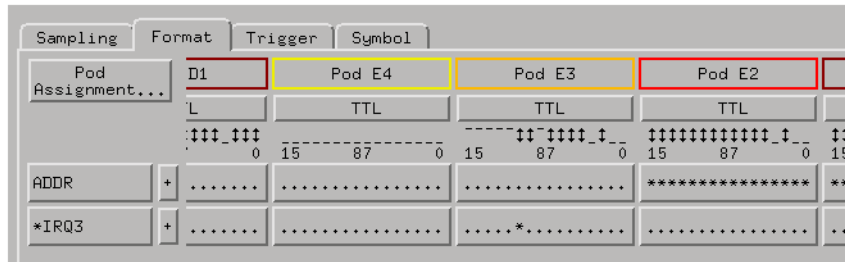 Sampling Format Trigger Symbol
Pod Assignment... D1 Pod E4 Pod E3 Pod E2
TTL TTL TTL
0 15 87 0 15 87 0 15 87 0
ADDR + ....... ................ ................ ****************
*IRQ3 + ....... ................ .....*.......... ................